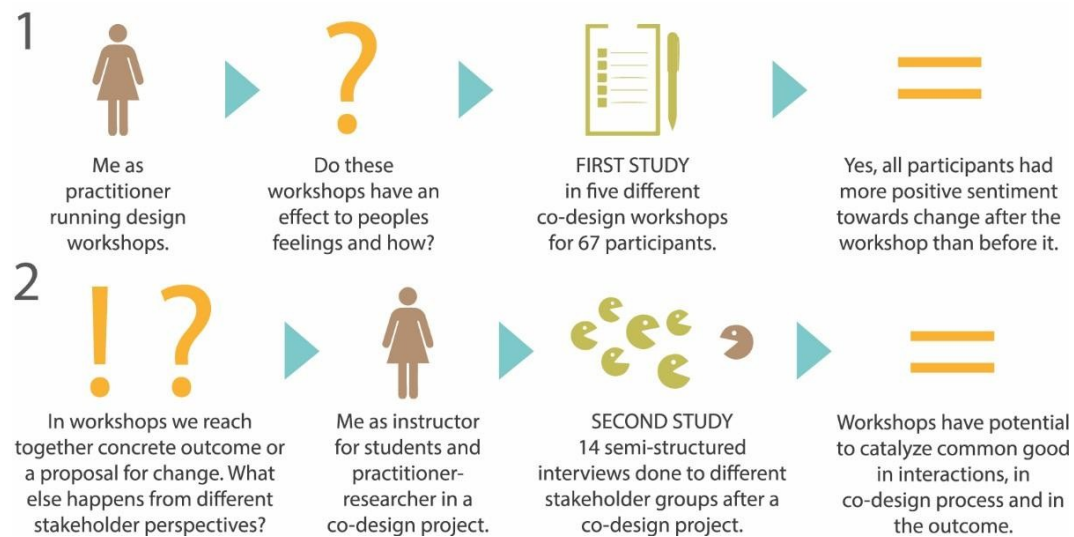 1
Me as
practitioner
running design
workshops.
?
Do these
workshops have an
effect to peoples
feelings and how?
FIRST STUDY
in five different
co-design workshops
for 67 participants.
=
Yes, all participants had
more positive sentiment
towards change after the
workshop than before it.
2
! ?
In workshops we reach
together concrete outcome or
a proposal for change. What
else happens from different
stakeholder perspectives?
Me as instructor
for students and
practitioner-
researcher in a
co-design project.
SECOND STUDY
14 semi-structured
interviews done to different
stakeholder groups after a
co-design project.
=
Workshops have potential
to catalyze common good
in interactions, in
co-design process and in
the outcome.